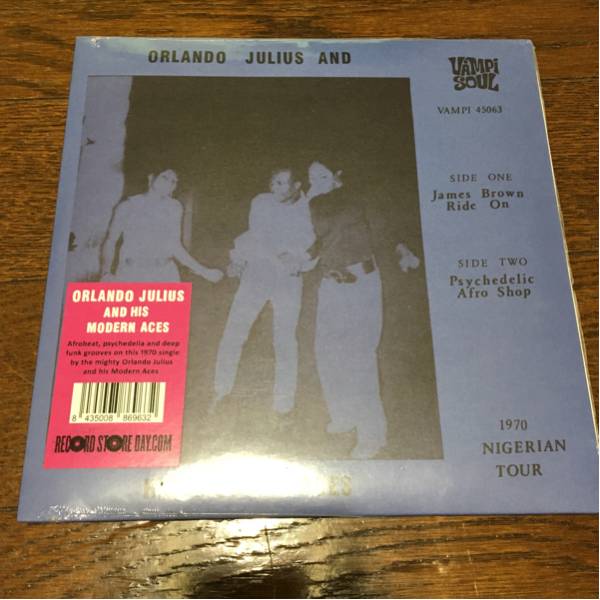 ORLANDO JULIUS AND
VAMPI
SOUL
VAMPI 45063
SIDE ONE
James Brown
Ride On
SIDE TWO
Psychedelic
Afro Shop
1970
NIGERIAN
TOUR
ORLANDO JULIUS
AND HIS
MODERN ACES
Afrobeat, psychedelia and deep
funk grooves on this 1970 single
by the mighty Orlando Julius
and his Modern Aces
8 435008 869632
RECORD STORE DAY.COM